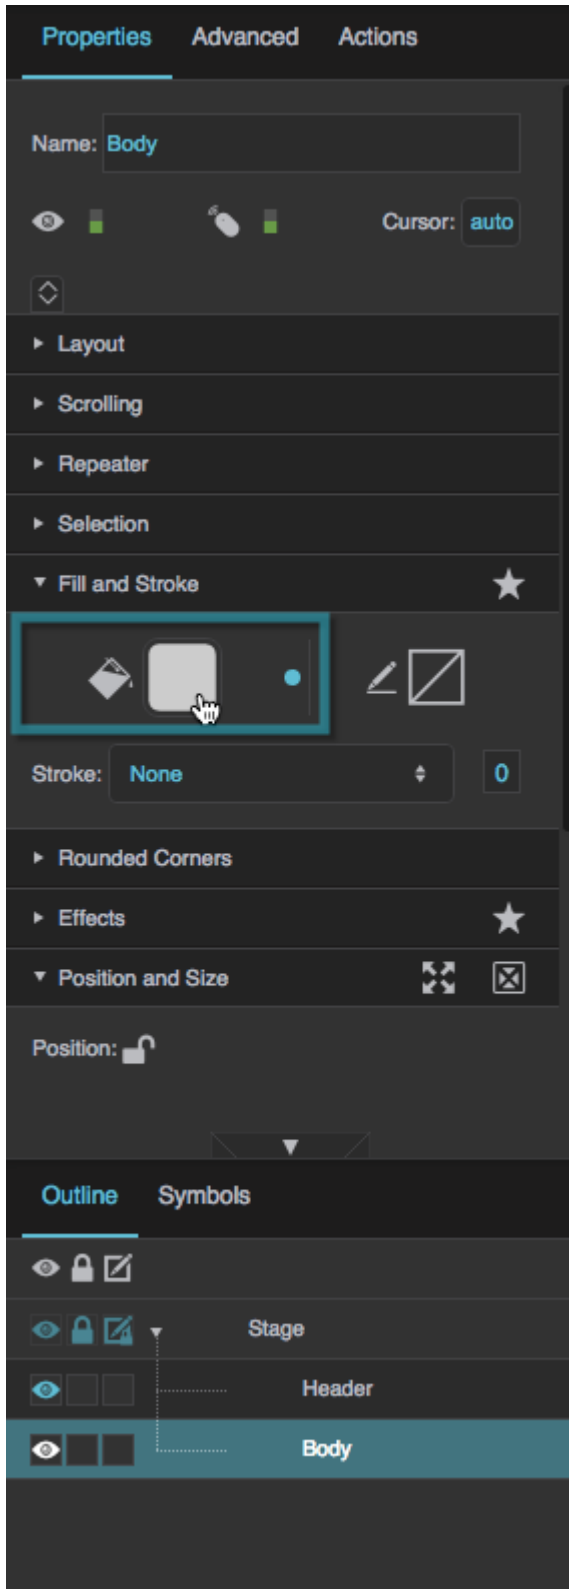 Properties Advanced Actions
Name: Body
Cursor: auto
Layout
Scrolling
Repeater
Selection
Fill and Stroke
Stroke: None 0
Rounded Corners
Effects
Position and Size
Position:
Outline Symbols
Stage
Header
Body